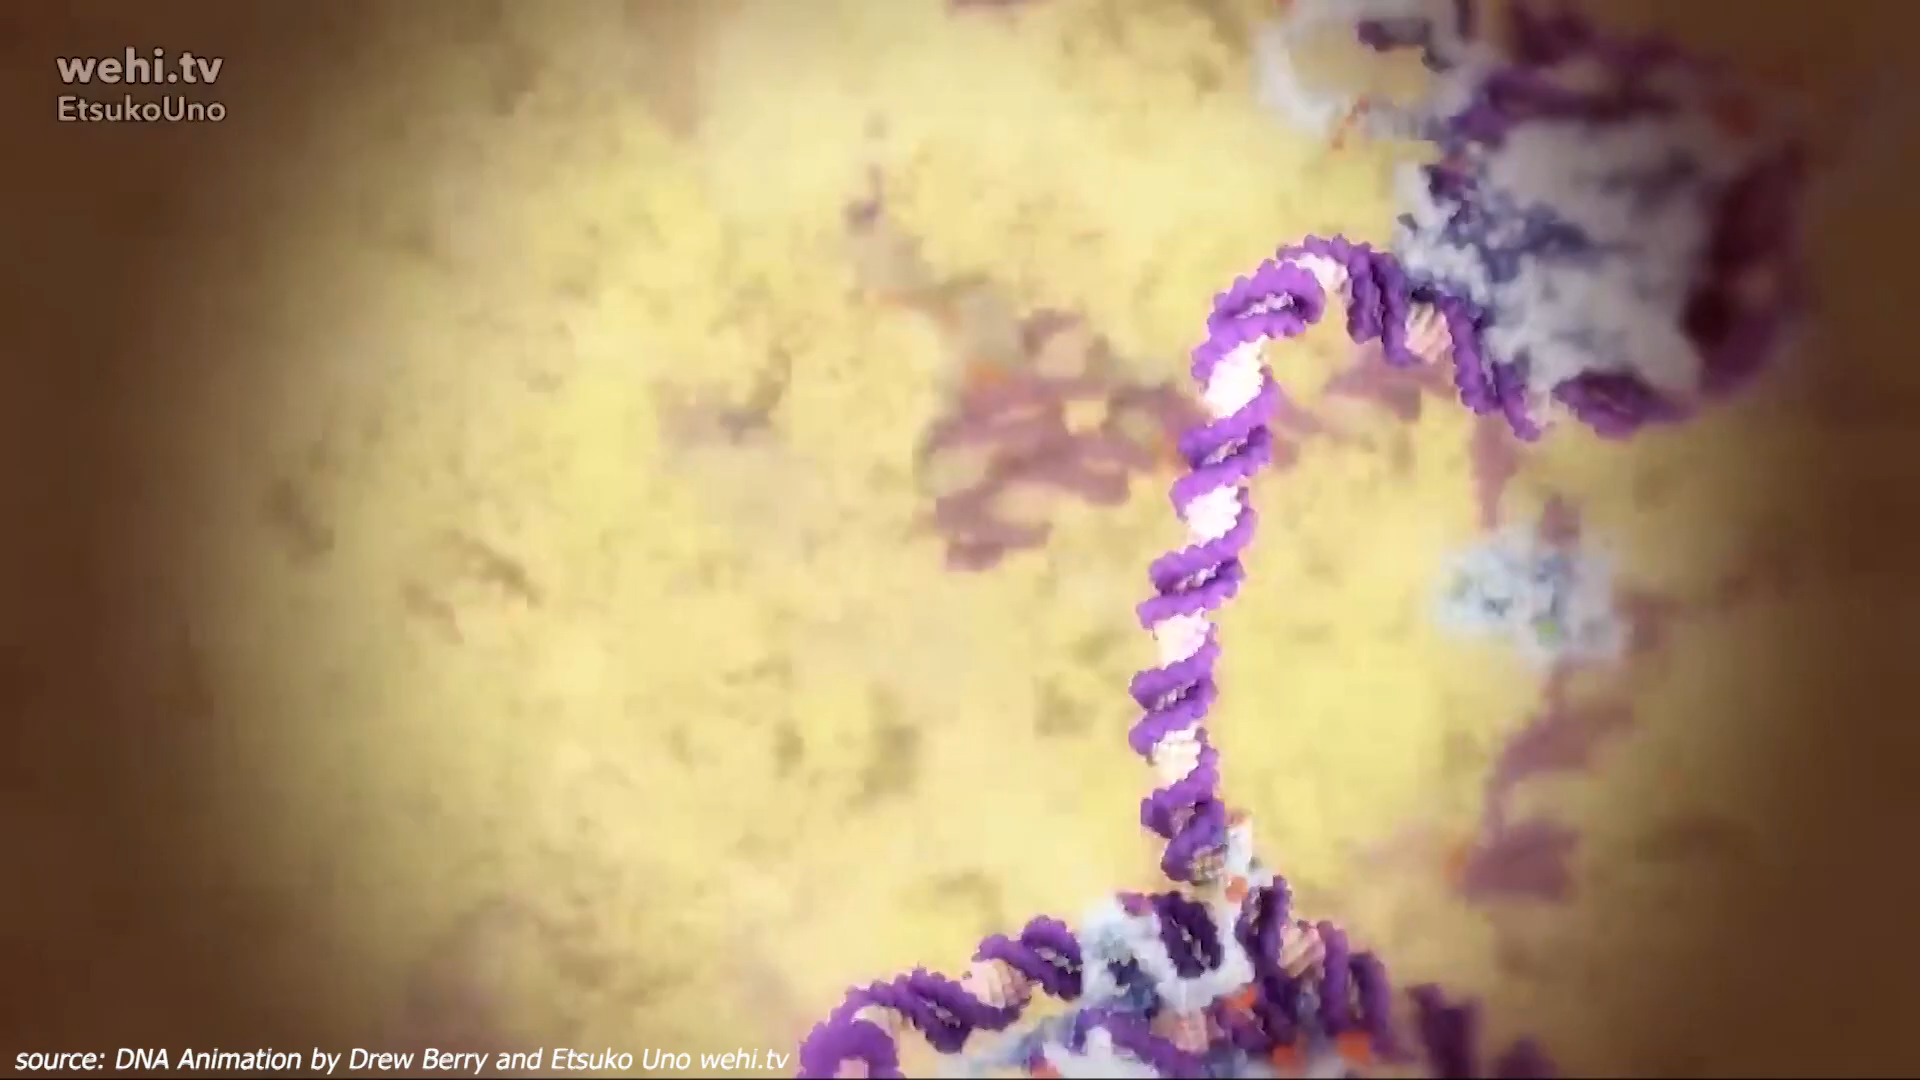 wehi.tv
EtsukoUno
source: DNA Animation by Drew Berry and Etsuko Uno wehi.tv